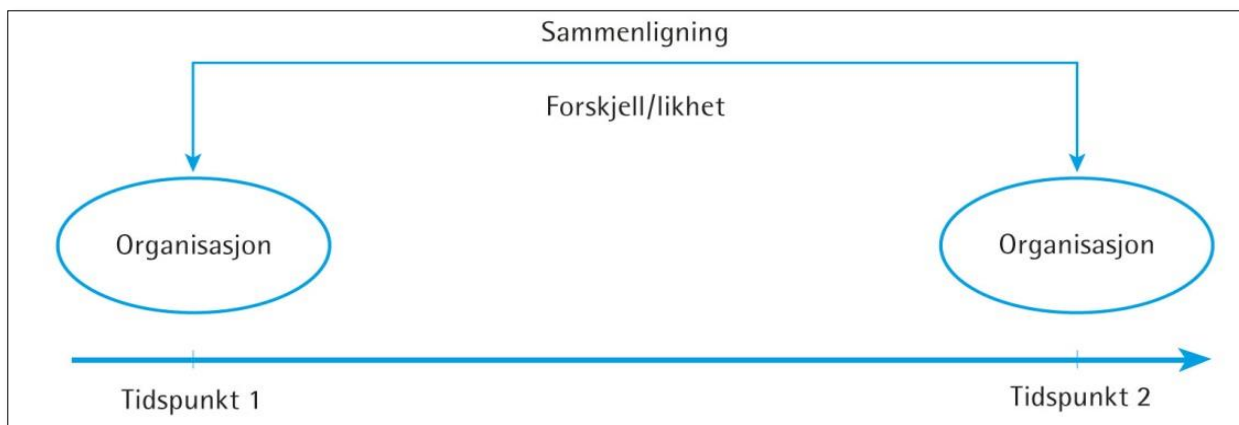 Sammenligning
Forskjell/likhet
Organisasjon
Organisasjon
Tidspunkt 1
Tidspunkt 2